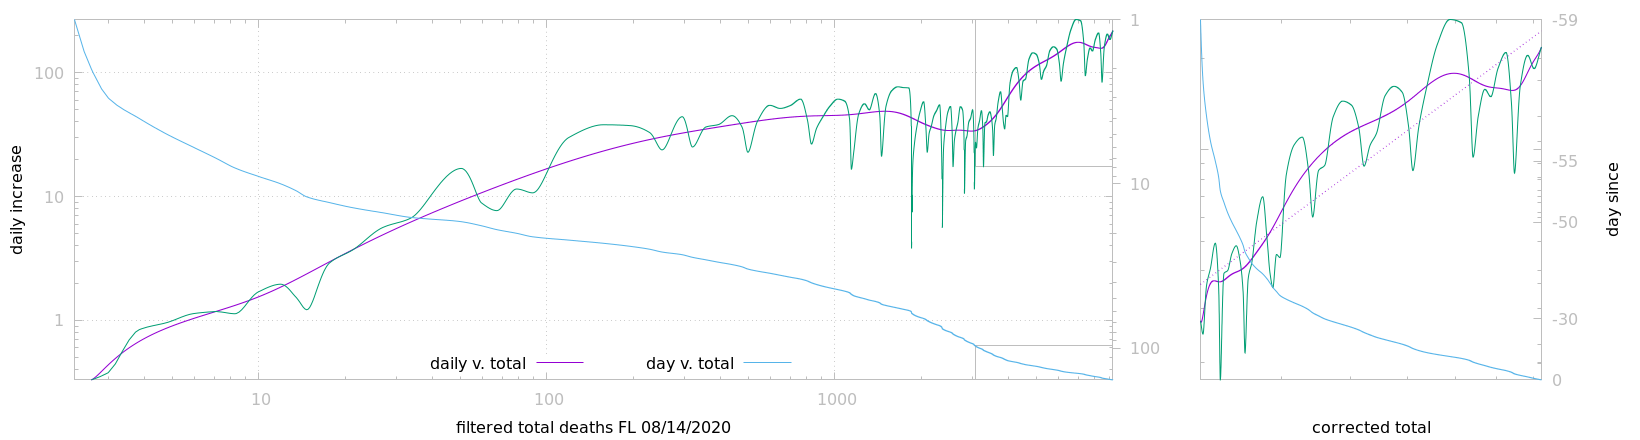 1
-59
100
daily increase
-55
10
10
-50
day since
1
-30
daily v. total
day v. total
100
0
10
100
1000
filtered total deaths FL 08/14/2020
corrected total